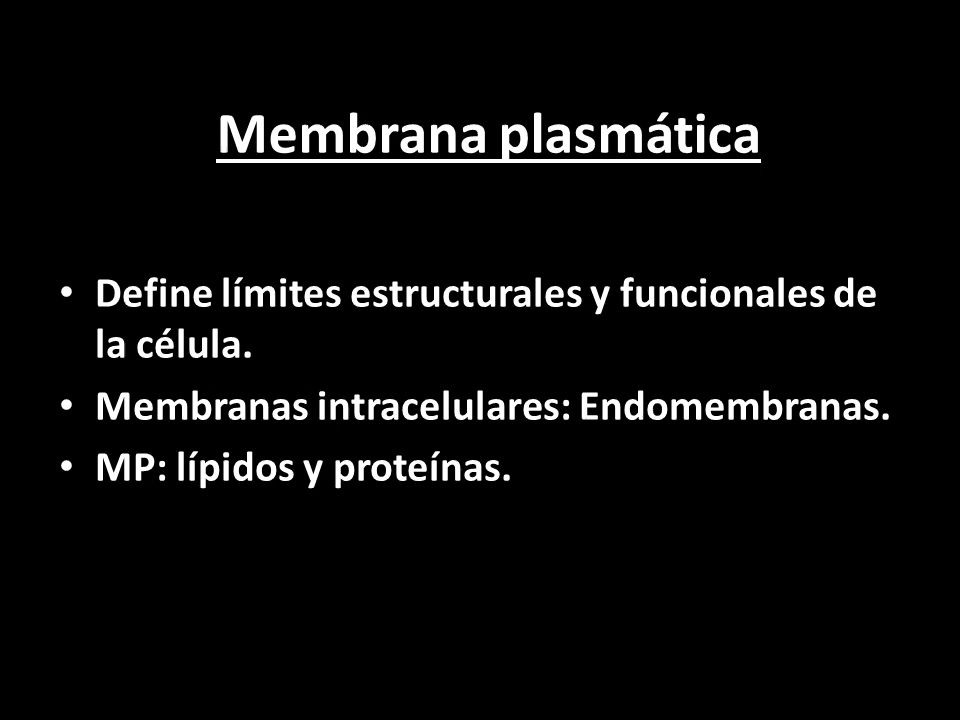 Membrana plasmática
• Define límites estructurales y funcionales de
la célula.
• Membranas intracelulares: Endomembranas.
• MP: lípidos y proteínas.